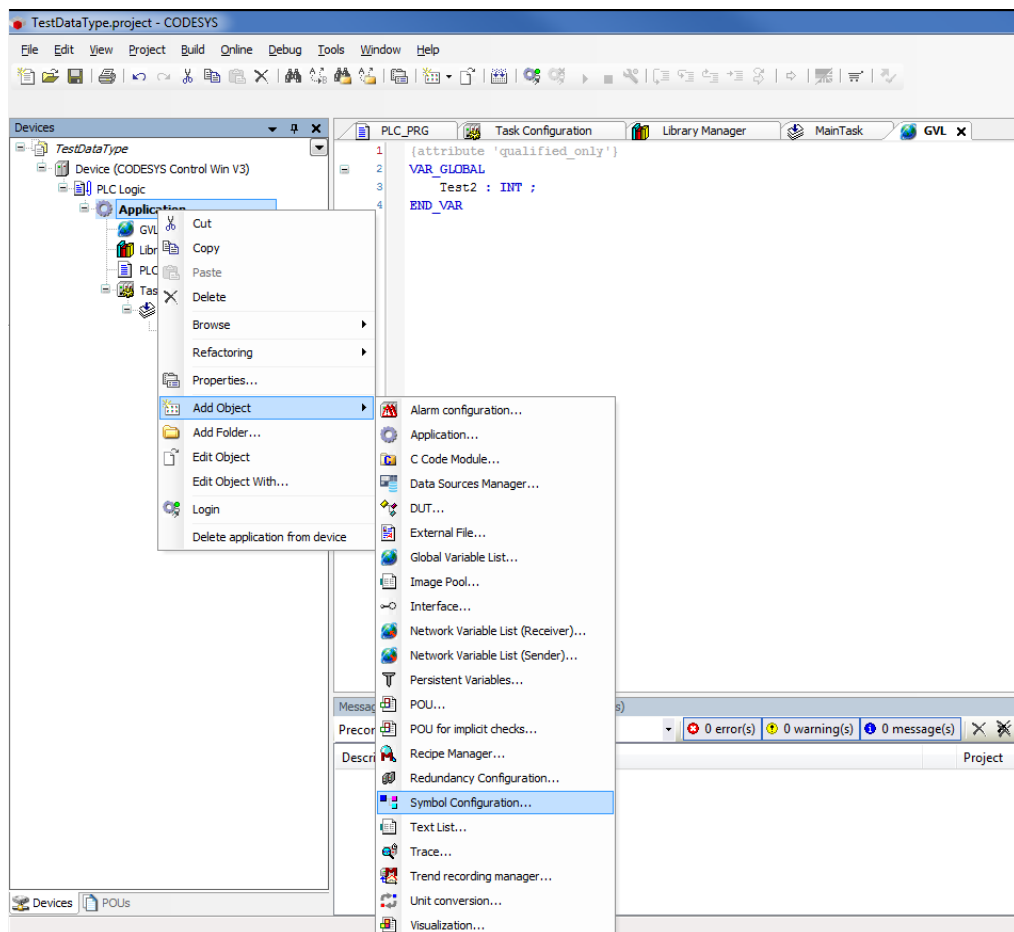 TestDataType.project - CODESYS
File Edit View Project Build Online Debug Tools Window Help
Devices
TestDataType
Device (CODESYS Control Win V3)
PLC Logic
Application
GVL
Libr
PLC
Tas
Cut
Copy
Paste
Delete
Browse
Refactoring
Properties...
Add Object
Add Folder...
Edit Object
Edit Object With...
Login
Delete application from device
Alarm configuration...
Application...
C Code Module...
Data Sources Manager...
DUT...
External File...
Global Variable List...
Image Pool...
Interface...
Network Variable List (Receiver)...
Network Variable List (Sender)...
Persistent Variables...
POU...
POU for implicit checks...
Recipe Manager...
Redundancy Configuration...
Symbol Configuration...
Text List...
Trace...
Trend recording manager...
Unit conversion...
Visualization...
PLC_PRG Task Configuration Library Manager MainTask GVL
1 {attribute 'qualified_only'}
2 VAR_GLOBAL
3 Test2 : INT ;
4 END_VAR
Messag s)
Precor 0 error(s) 0 warning(s) 0 message(s)
Descri Project
Devices POUs